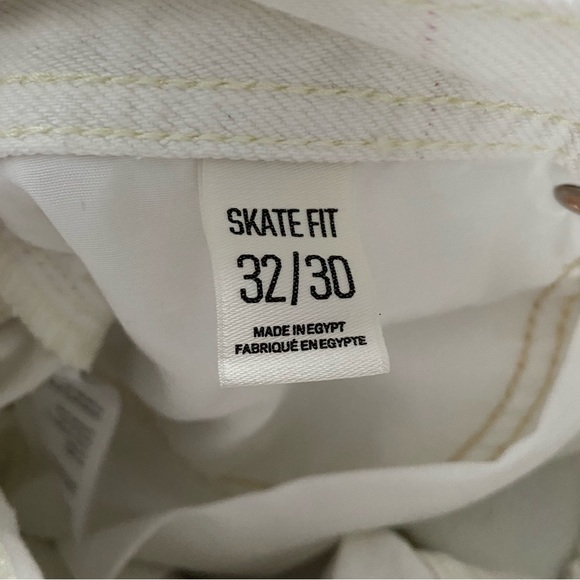 SKATE FIT
32/30
MADE IN EGYPT
FABRIQUÉ EN EGYPTE